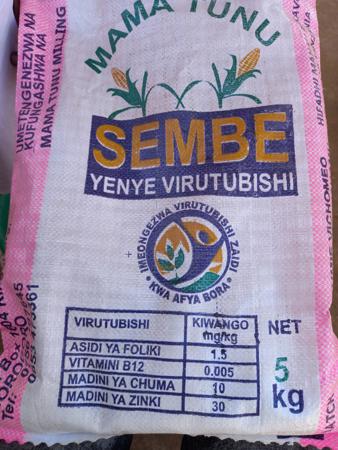 MAMA TUNU
UMETENGENEZWA NA
KUFUNGASHWA NA
MAMA TUNU MILLING
SEMBE
YENYE VIRUTUBISHI
IMEONGEZWA VIRUTUBISHI ZAIDI
KWA AFYA BORA
VIRUTUBISHI KIWANGO mg/kg
ASIDI YA FOLIKI 1.5
VITAMINI B12 0.005
MADINI YA CHUMA 10
MADINI YA ZINKI 30
NET
5
kg
HIFADHI